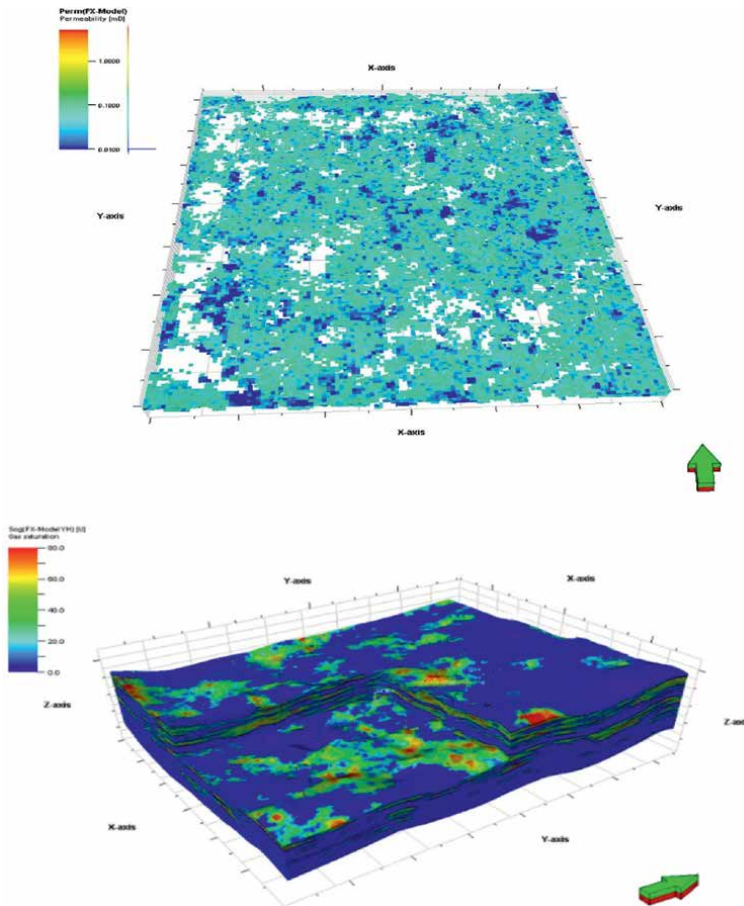 Perm(FX-Model)
Permeability [mD]
1.0000
0.1000
0.0100
X-axis
Y-axis
Y-axis
X-axis
Sog(FX-Model YH) [U]
Gas saturation
80.0
60.0
40.0
20.0
0.0
Y-axis
X-axis
Z-axis
Z-axis
X-axis
Y-axis